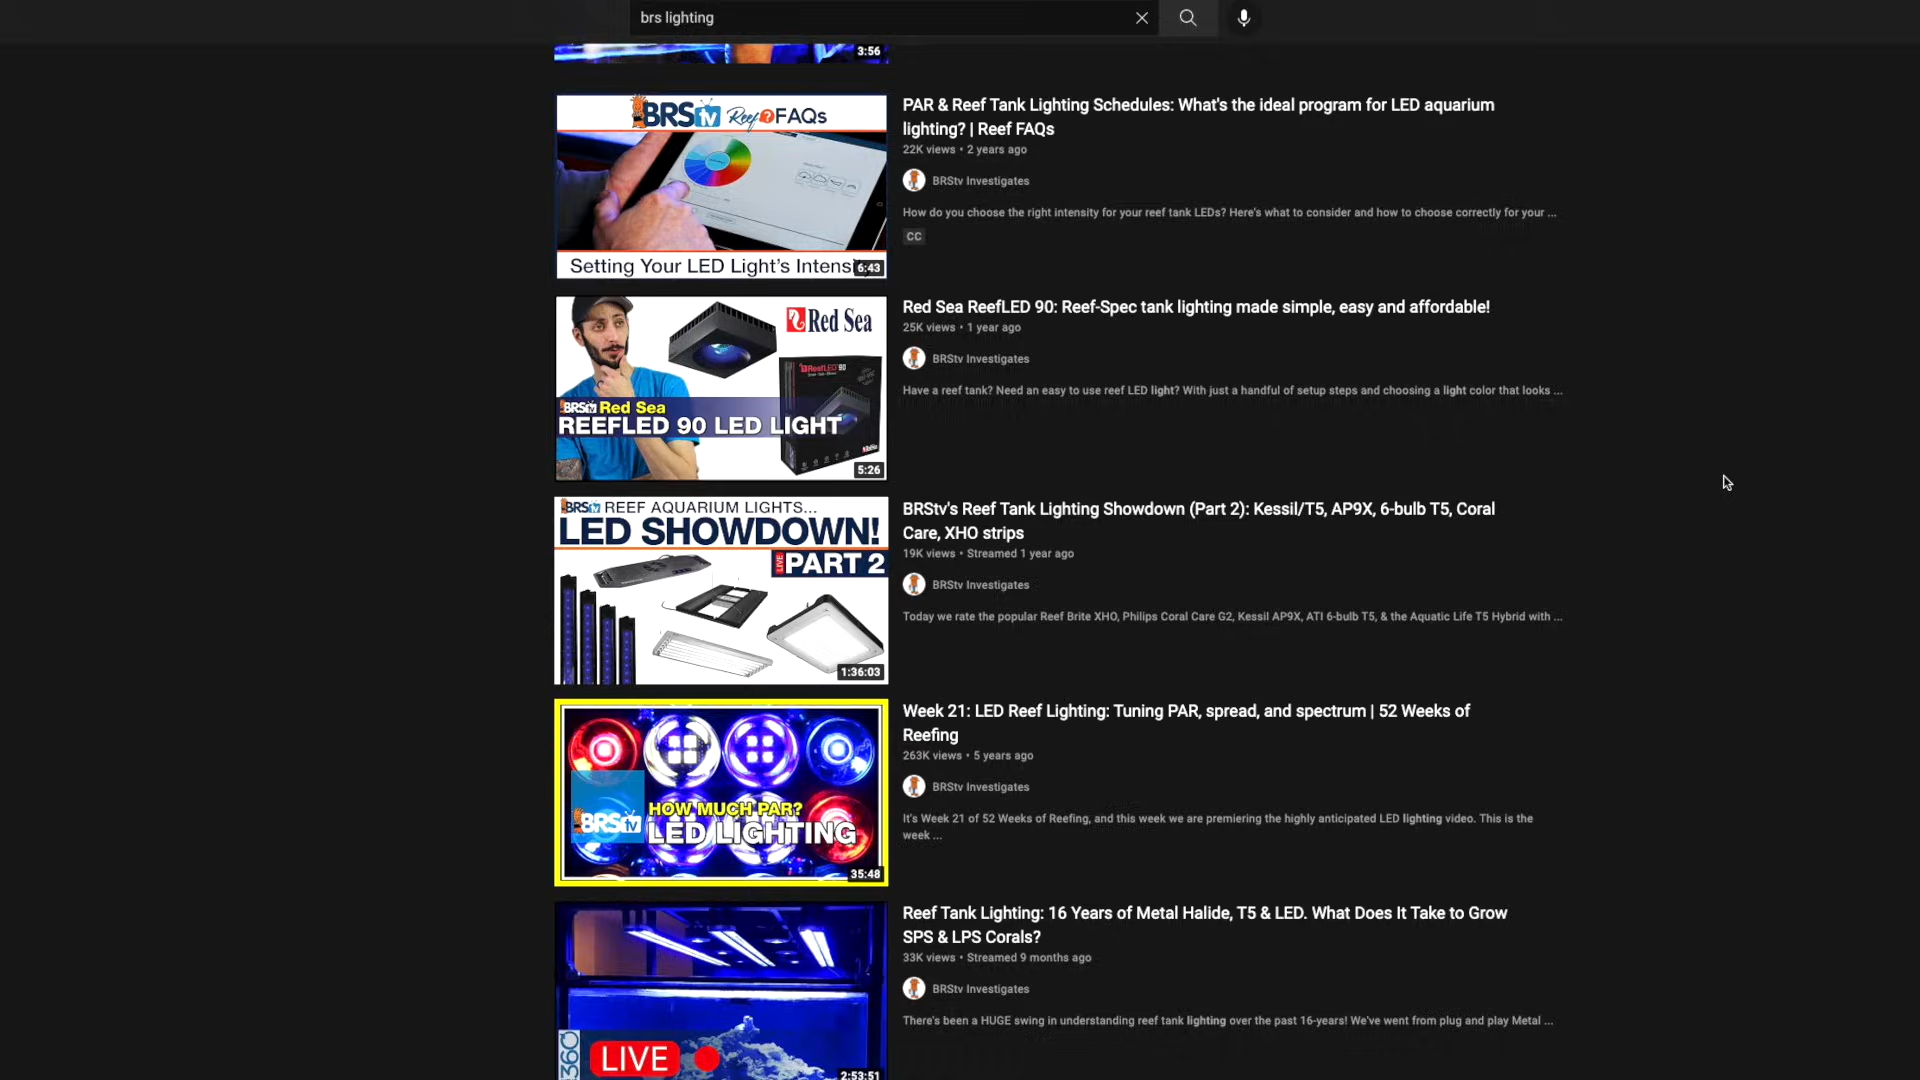 brs lighting
3:56
BRStv Reef ? FAQs
Setting Your LED Light's Intensi
6:43
PAR & Reef Tank Lighting Schedules: What's the ideal program for LED aquarium
lighting? | Reef FAQs
22K views • 2 years ago
BRStv Investigates
How do you choose the right intensity for your reef tank LEDs? Here's what to consider and how to choose correctly for your ...
CC
Red Sea
ReefLED 90
BRStv Red Sea
REEFLED 90 LED LIGHT
5:26
Red Sea ReefLED 90: Reef-Spec tank lighting made simple, easy and affordable!
25K views • 1 year ago
BRStv Investigates
Have a reef tank? Need an easy to use reef LED light? With just a handful of setup steps and choosing a light color that looks ...
BRStv REEF AQUARIUM LIGHTS...
LED SHOWDOWN!
LIVE PART 2
1:36:03
BRStv's Reef Tank Lighting Showdown (Part 2): Kessil/T5, AP9X, 6-bulb T5, Coral
Care, XHO strips
19K views • Streamed 1 year ago
BRStv Investigates
Today we rate the popular Reef Brite XHO, Philips Coral Care G2, Kessil AP9X, ATI 6-bulb T5, & the Aquatic Life T5 Hybrid with ...
HOW MUCH PAR?
BRStv LED LIGHTING
35:48
Week 21: LED Reef Lighting: Tuning PAR, spread, and spectrum | 52 Weeks of
Reefing
263K views • 5 years ago
BRStv Investigates
It's Week 21 of 52 Weeks of Reefing, and this week we are premiering the highly anticipated LED lighting video. This is the
week ...
360
LIVE
2:53:51
Reef Tank Lighting: 16 Years of Metal Halide, T5 & LED. What Does It Take to Grow
SPS & LPS Corals?
33K views • Streamed 9 months ago
BRStv Investigates
There's been a HUGE swing in understanding reef tank lighting over the past 16-years! We've went from plug and play Metal ...